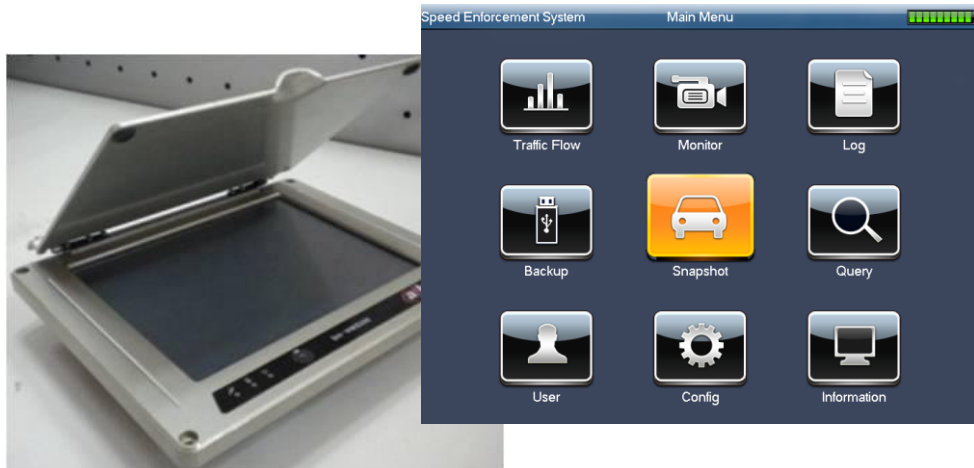 Speed Enforcement System Main Menu
Traffic Flow Monitor Log
Backup Snapshot Query
User Config Information